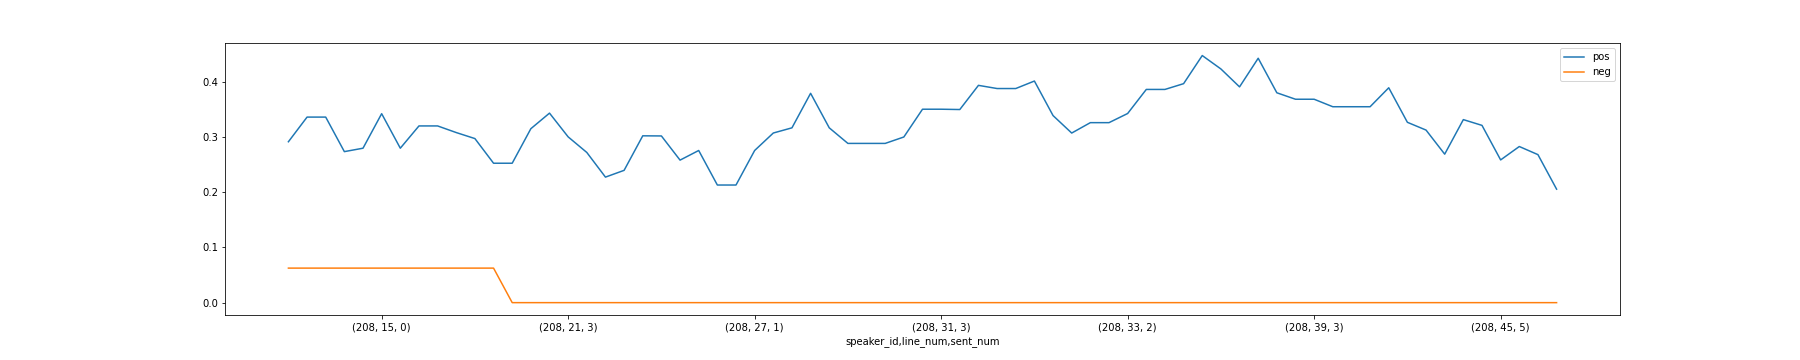 pos
neg
0.4
0.3
0.2
0.1
0.0
(208, 15, 0) (208, 21, 3) (208, 27, 1) (208, 31, 3) (208, 33, 2) (208, 39, 3) (208, 45, 5)
speaker_id,line_num,sent_num